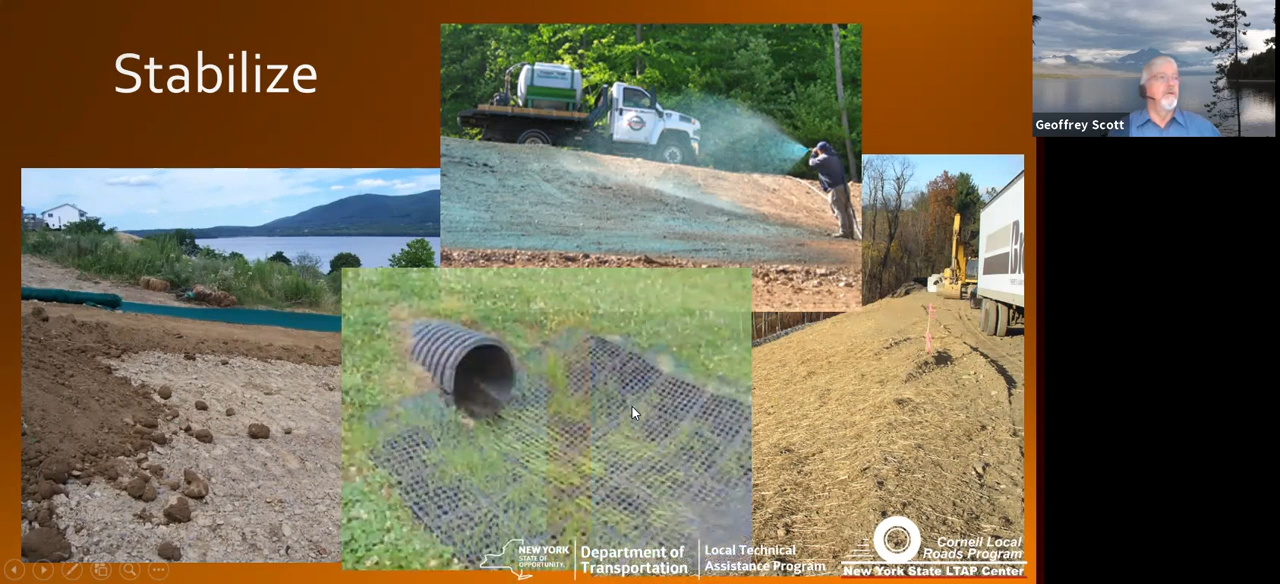 Stabilize
Geoffrey Scott
NEW YORK
STATE OF
OPPORTUNITY.
Department of
Transportation
Local Technical
Assistance Program
Cornell Local
Roads Program
New York State LTAP Center